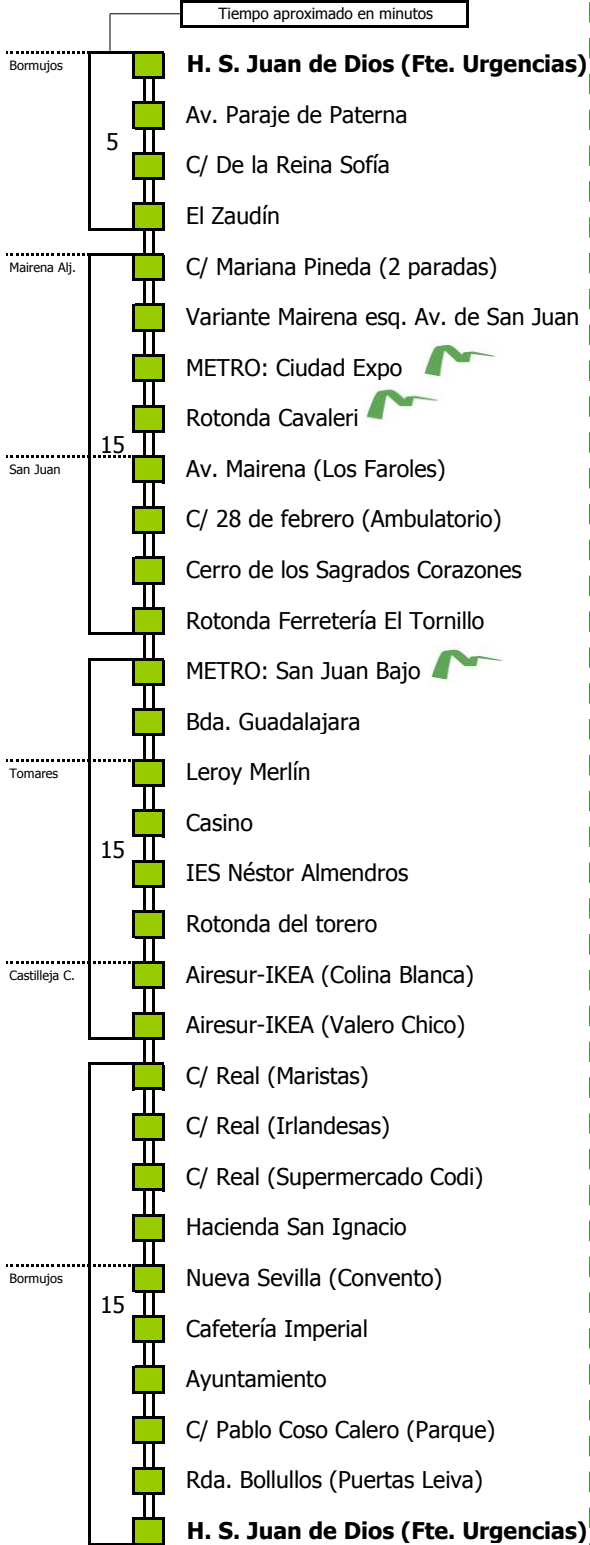 Tiempo aproximado en minutos
Bormujos
H. S. Juan de Dios (Fte. Urgencias)
Av. Paraje de Paterna
5
C/ De la Reina Sofía
El Zaudín
Mairena Alj.
C/ Mariana Pineda (2 paradas)
Variante Mairena esq. Av. de San Juan
METRO: Ciudad Expo
Rotonda Cavaleri
15
San Juan
Av. Mairena (Los Faroles)
C/ 28 de febrero (Ambulatorio)
Cerro de los Sagrados Corazones
Rotonda Ferretería El Tornillo
METRO: San Juan Bajo
Bda. Guadalajara
Tomares
Leroy Merlín
Casino
15
IES Néstor Almendros
Rotonda del torero
Castilleja C.
Airesur-IKEA (Colina Blanca)
Airesur-IKEA (Valero Chico)
C/ Real (Maristas)
C/ Real (Irlandesas)
C/ Real (Supermercado Codi)
Hacienda San Ignacio
Bormujos
Nueva Sevilla (Convento)
15
Cafetería Imperial
Ayuntamiento
C/ Pablo Coso Calero (Parque)
Rda. Bollullos (Puertas Leiva)
H. S. Juan de Dios (Fte. Urgencias)